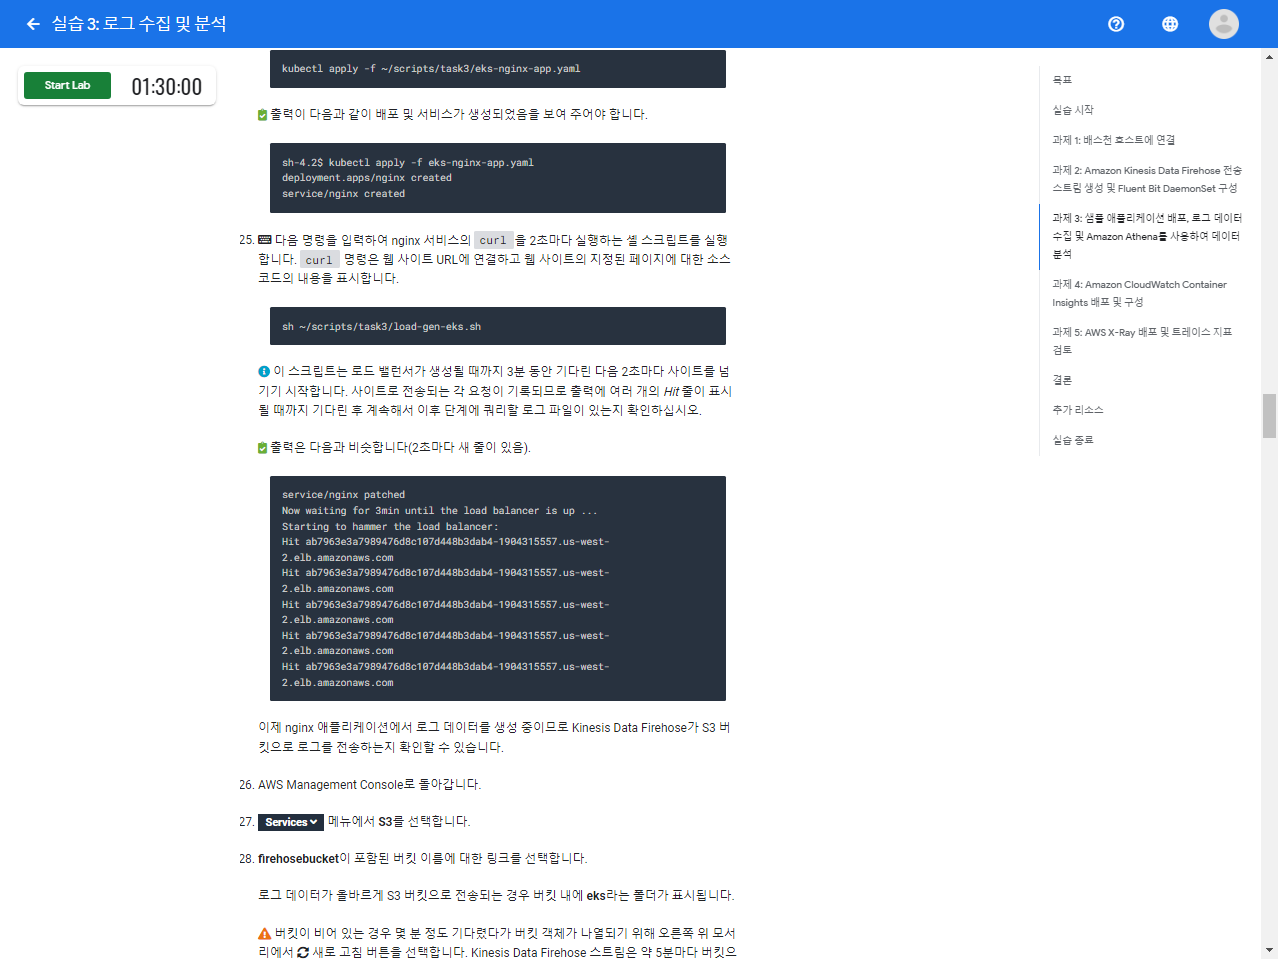 실습 3: 로그 수집 및 분석
Start Lab
01:30:00
kubectl apply -f ~/scripts/task3/eks-nginx-app.yaml
출력이 다음과 같이 배포 및 서비스가 생성되었음을 보여 주어야 합니다.
sh-4.2$ kubectl apply -f eks-nginx-app.yaml
deployment.apps/nginx created
service/nginx created
25. 다음 명령을 입력하여 nginx 서비스의 curl 을 2초마다 실행하는 셸 스크립트를 실행
합니다. curl 명령은 웹 사이트 URL에 연결하고 웹 사이트의 지정된 페이지에 대한 소스
코드의 내용을 표시합니다.
sh ~/scripts/task3/load-gen-eks.sh
이 스크립트는 로드 밸런서가 생성될 때까지 3분 동안 기다린 다음 2초마다 사이트를 넘
기기 시작합니다. 사이트로 전송되는 각 요청이 기록되므로 출력에 여러 개의 Hit 줄이 표시
될 때까지 기다린 후 계속해서 이후 단계에 쿼리할 로그 파일이 있는지 확인하십시오.
출력은 다음과 비슷합니다(2초마다 새 줄이 있음).
service/nginx patched
Now waiting for 3min until the load balancer is up ...
Starting to hammer the load balancer:
Hit ab7963e3a7989476d8c107d448b3dab4-1904315557.us-west-
2.elb.amazonaws.com
Hit ab7963e3a7989476d8c107d448b3dab4-1904315557.us-west-
2.elb.amazonaws.com
Hit ab7963e3a7989476d8c107d448b3dab4-1904315557.us-west-
2.elb.amazonaws.com
Hit ab7963e3a7989476d8c107d448b3dab4-1904315557.us-west-
2.elb.amazonaws.com
Hit ab7963e3a7989476d8c107d448b3dab4-1904315557.us-west-
2.elb.amazonaws.com
이제 nginx 애플리케이션에서 로그 데이터를 생성 중이므로 Kinesis Data Firehose가 S3 버
킷으로 로그를 전송하는지 확인할 수 있습니다.
26. AWS Management Console로 돌아갑니다.
27. Services 메뉴에서 S3를 선택합니다.
28. firehosebucket이 포함된 버킷 이름에 대한 링크를 선택합니다.
로그 데이터가 올바르게 S3 버킷으로 전송되는 경우 버킷 내에 eks라는 폴더가 표시됩니다.
버킷이 비어 있는 경우 몇 분 정도 기다렸다가 버킷 객체가 나열되기 위해 오른쪽 위 모서
리에서 새로 고침 버튼을 선택합니다. Kinesis Data Firehose 스트림은 약 5분마다 버킷으
목표
실습 시작
과제 1: 배스천 호스트에 연결
과제 2: Amazon Kinesis Data Firehose 전송
스트림 생성 및 Fluent Bit DaemonSet 구성
과제 3: 샘플 애플리케이션 배포, 로그 데이터
수집 및 Amazon Athena를 사용하여 데이터
분석
과제 4: Amazon CloudWatch Container
Insights 배포 및 구성
과제 5: AWS X-Ray 배포 및 트레이스 지표
검토
결론
추가 리소스
실습 종료